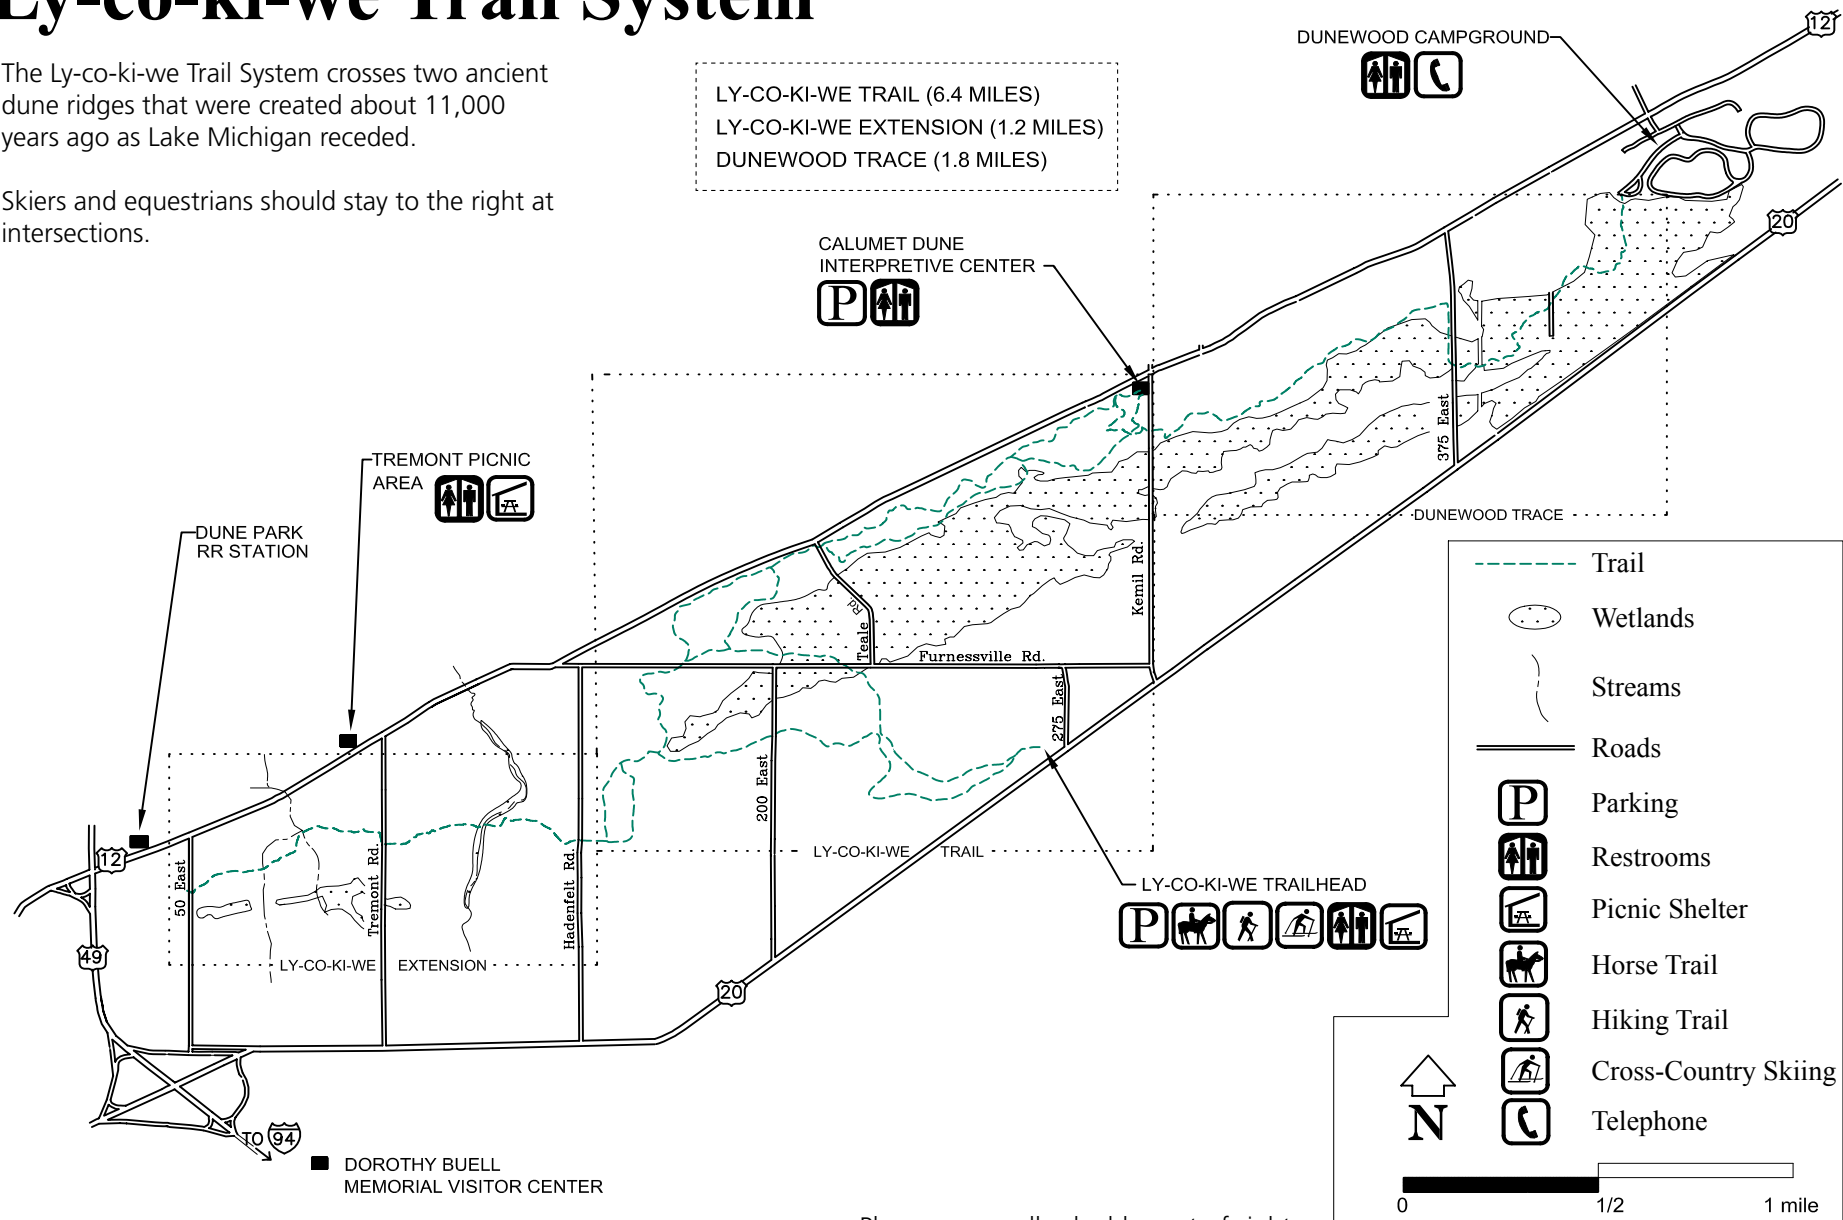 Ly-co-ki-we Trail System
The Ly-co-ki-we Trail System crosses two ancient
dune ridges that were created about 11,000
years ago as Lake Michigan receded.
Skiers and equestrians should stay to the right at
intersections.
LY-CO-KI-WE TRAIL (6.4 MILES)
LY-CO-KI-WE EXTENSION (1.2 MILES)
DUNEWOOD TRACE (1.8 MILES)
DUNEWOOD CAMPGROUND
12
20
CALUMET DUNE
INTERPRETIVE CENTER
P
TREMONT PICNIC
AREA
DUNE PARK
RR STATION
375 East
DUNEWOOD TRACE
Kemil Rd.
Teale Rd.
Furnessville Rd.
275 East
200 East
LY-CO-KI-WE TRAIL
12
50 East
Tremont Rd.
Hadenfelt Rd.
LY-CO-KI-WE TRAILHEAD
P
49
LY-CO-KI-WE EXTENSION
20
TO 94
DOROTHY BUELL
MEMORIAL VISITOR CENTER
Trail
Wetlands
Streams
Roads
P Parking
Restrooms
Picnic Shelter
Horse Trail
Hiking Trail
Cross-Country Skiing
Telephone
N
0 1/2 1 mile